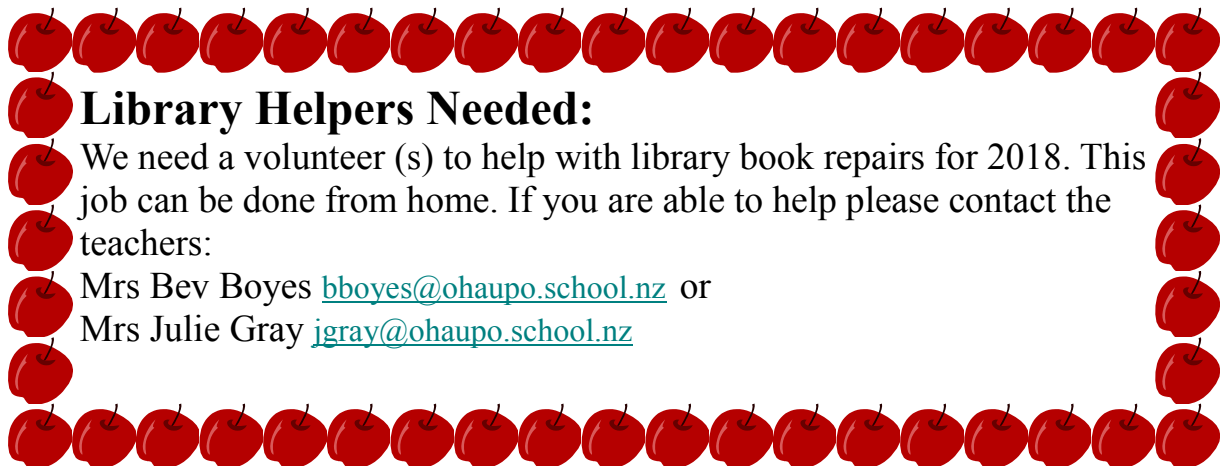 Library Helpers Needed:
We need a volunteer (s) to help with library book repairs for 2018. This
job can be done from home. If you are able to help please contact the
teachers:
Mrs Bev Boyes bboyes@ohaupo.school.nz or
Mrs Julie Gray jgray@ohaupo.school.nz